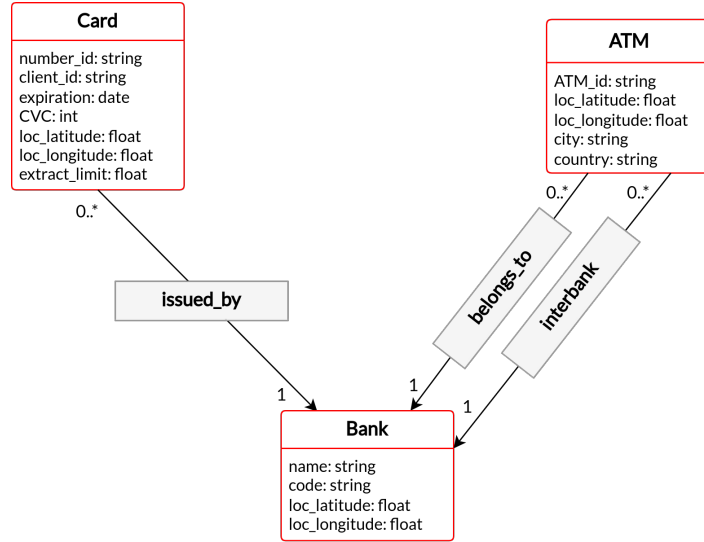 Card
number_id: string
client_id: string
expiration: date
CVC: int
loc_latitude: float
loc_longitude: float
extract_limit: float
ATM
ATM_id: string
loc_latitude: float
loc_longitude: float
city: string
country: string
0..*
0..*
0..*
belongs_to
interbank
issued_by
1
1
1
Bank
name: string
code: string
loc_latitude: float
loc_longitude: float